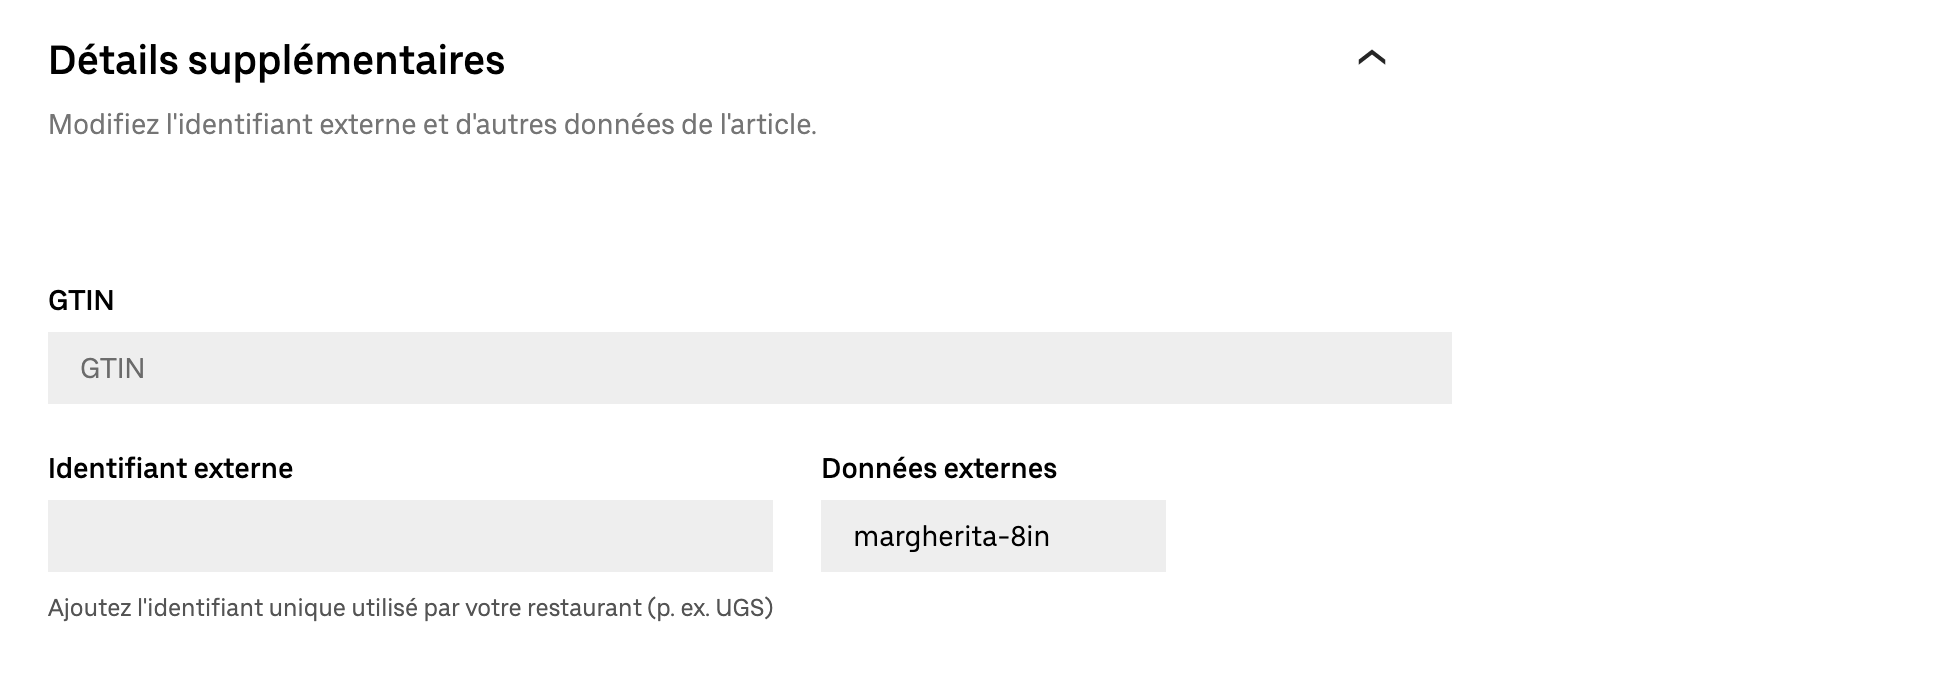 Détails supplémentaires
Modifiez l'identifiant externe et d'autres données de l'article.
GTIN
GTIN
Identifiant externe
Données externes
margherita-8in
Ajoutez l'identifiant unique utilisé par votre restaurant (p. ex. UGS)